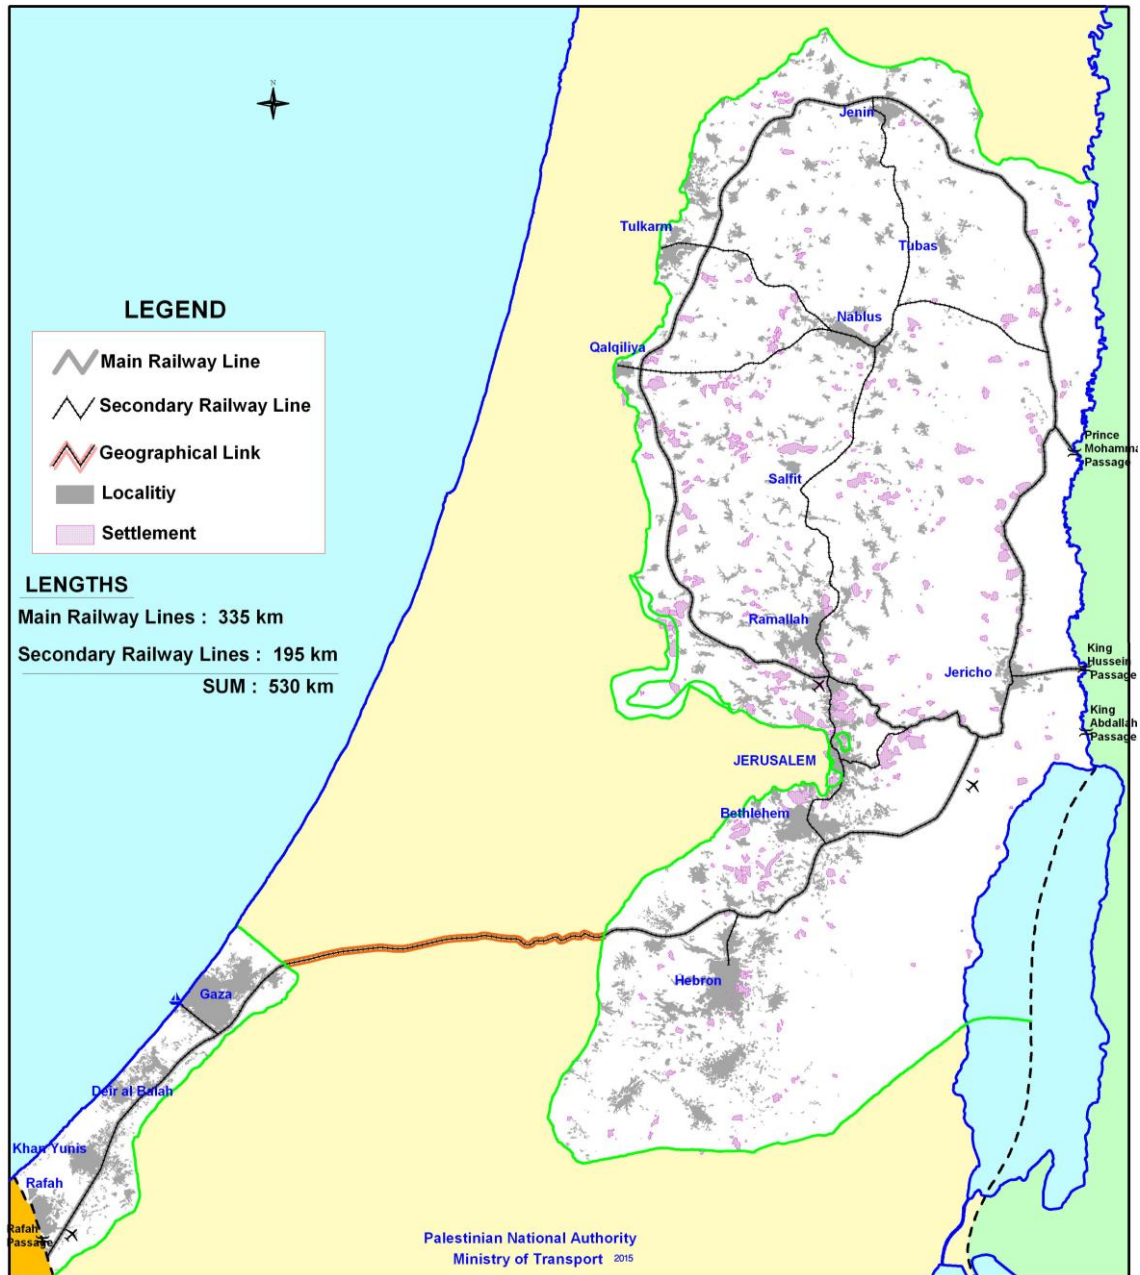 N
Jenin
Tulkarm
Tubas
LEGEND
Main Railway Line
Secondary Railway Line
Geographical Link
Localitiy
Settlement
Nablus
Qalqiliya
Prince
Mohamma
Passage
Salfit
LENGTHS
Main Railway Lines : 335 km
Secondary Railway Lines : 195 km
SUM : 530 km
Ramallah
King
Hussein
Passage
Jericho
King
Abdallah
Passage
JERUSALEM
Bethlehem
Hebron
Gaza
Deir al Balah
Khan Yunis
Rafah
Rafah
Passage
Palestinian National Authority
Ministry of Transport 2015